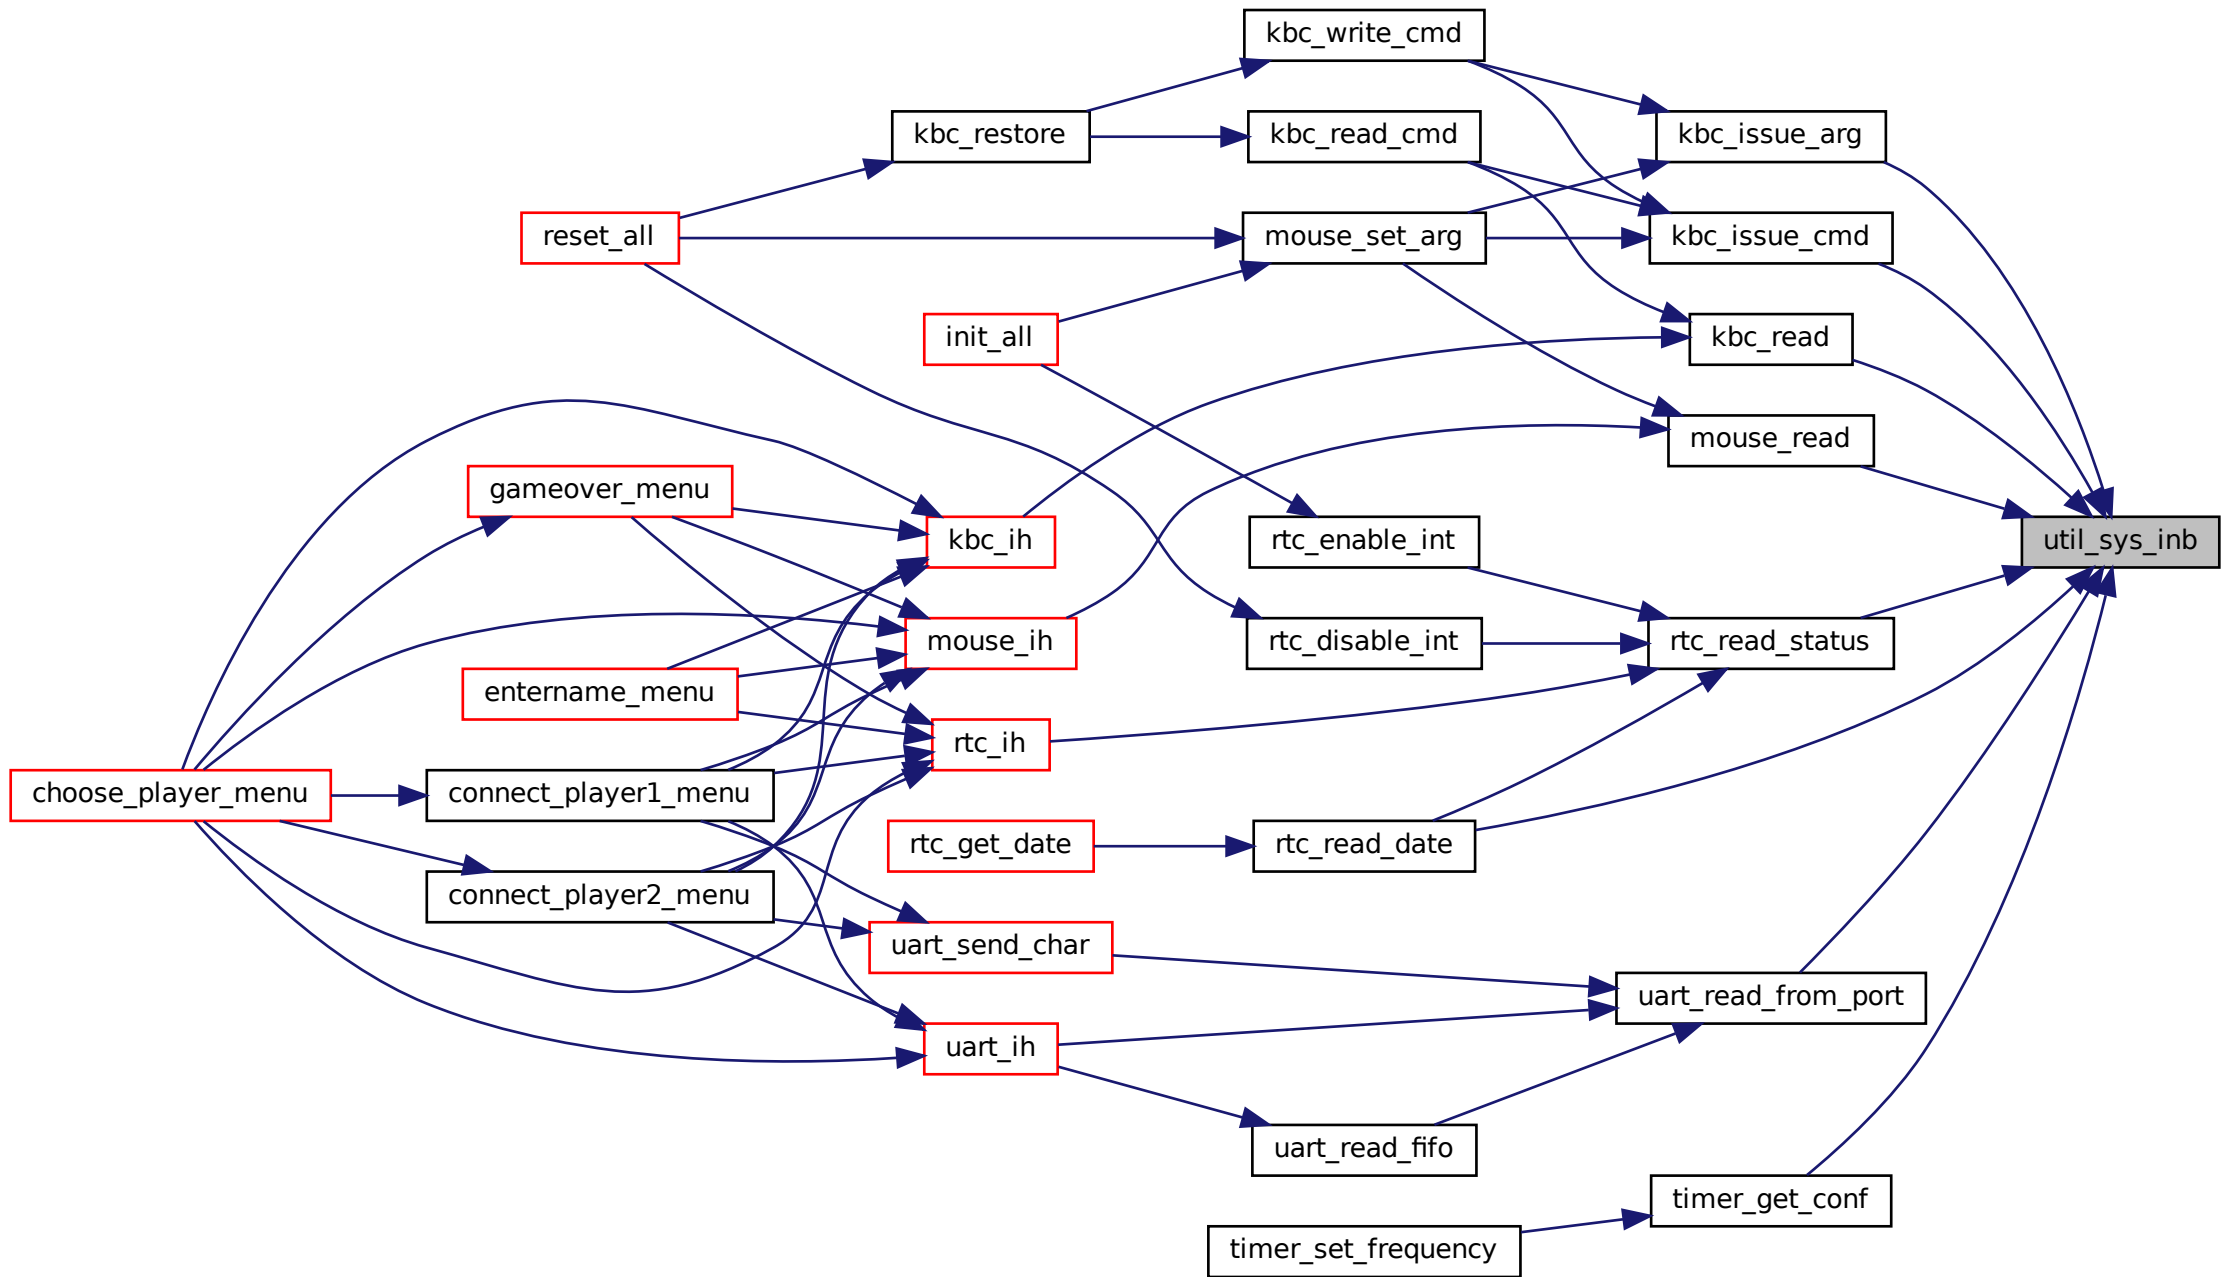 kbc_write_cmd
kbc_restore
kbc_read_cmd
kbc_issue_arg
reset_all
mouse_set_arg
kbc_issue_cmd
init_all
kbc_read
mouse_read
gameover_menu
kbc_ih
rtc_enable_int
util_sys_inb
mouse_ih
rtc_disable_int
rtc_read_status
entername_menu
rtc_ih
choose_player_menu
connect_player1_menu
rtc_get_date
rtc_read_date
connect_player2_menu
uart_send_char
uart_read_from_port
uart_ih
uart_read_fifo
timer_get_conf
timer_set_frequency